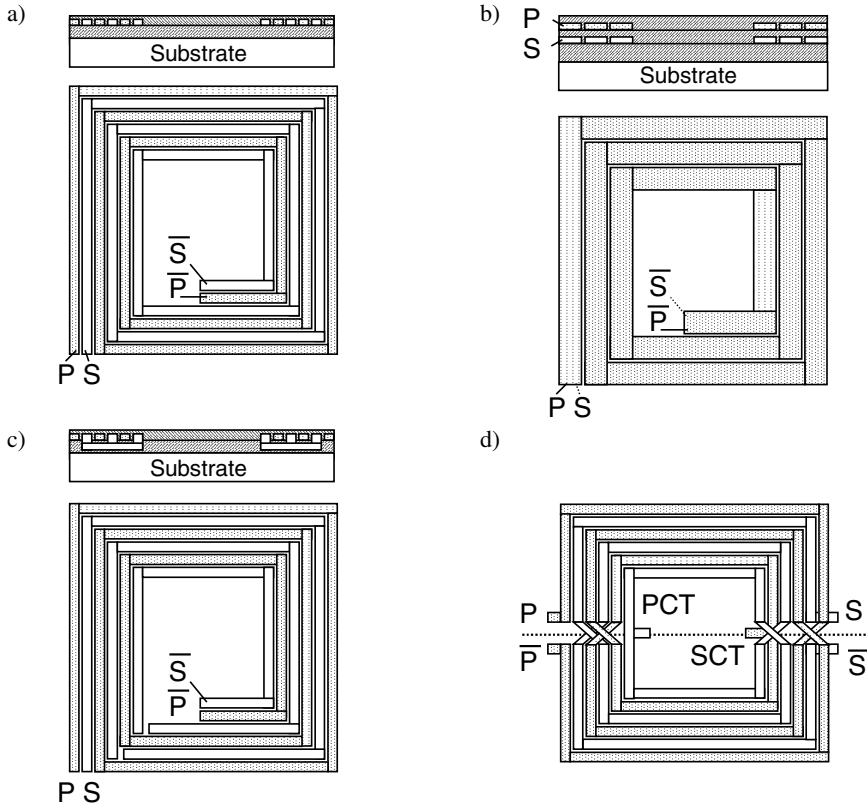 a)
Substrate
S̅
P̅
P S
b)
P
S
Substrate
S̅
P̅
P S
c)
Substrate
S̅
P̅
P S
d)
P PCT S
P̅ SCT S̅